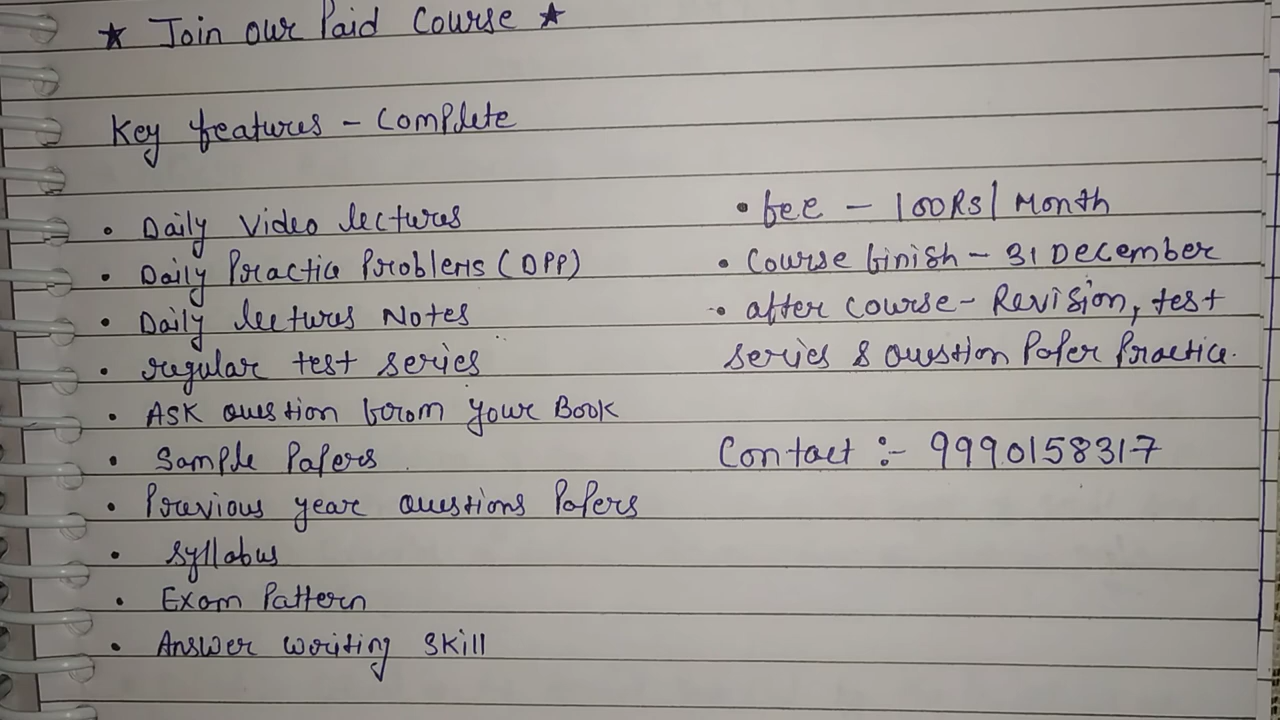 ★ Join our Paid Course ★
Key features - Complete
• Daily Video lectures
• Daily Practice Problems (DPP)
• Daily lectures Notes
• regular test series
• Ask question from your Book
• Sample Papers
• Previous year questions Papers
• Syllabus
• Exam Pattern
• Answer writing skill
• fee - 100Rs/ Month
• Course finish - 31 December
• after course - Revision, test
series & question Paper Practice.
Contact :- 9990158317